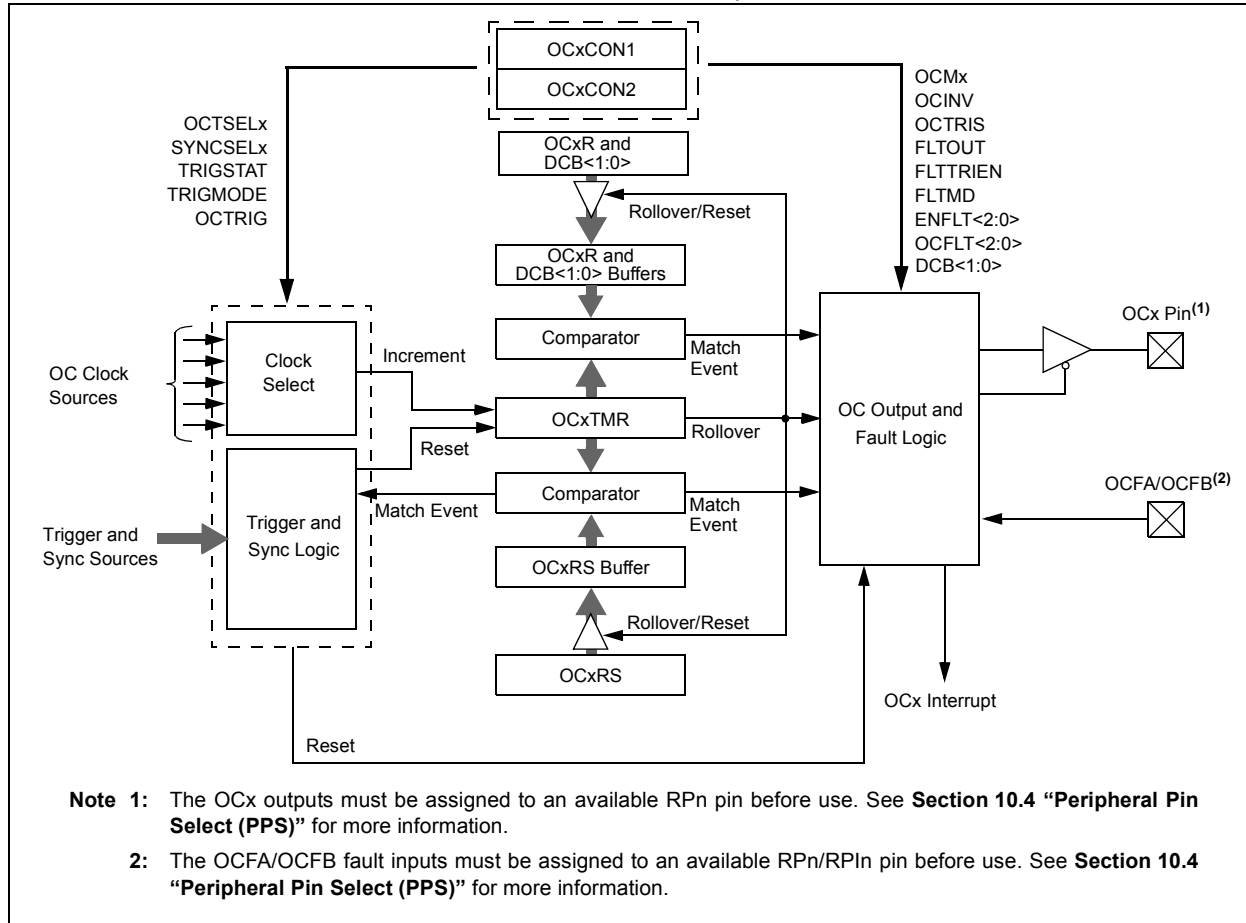 OCxCON1
OCxCON2
OCTSELx
SYNCSELx
TRIGSTAT
TRIGMODE
OCTRIG
OCMx
OCINV
OCTRIS
FLTOUT
FLTTRIEN
FLTMD
ENFLT<2:0>
OCFLT<2:0>
DCB<1:0>
OCxR and
DCB<1:0>
Rollover/Reset
OCxR and
DCB<1:0> Buffers
OC Clock
Sources
Clock
Select
Increment
Comparator
Match
Event
OCxTMR
Rollover
Reset
Comparator
Match Event
Match
Event
Trigger and
Sync Sources
Trigger and
Sync Logic
OCxRS Buffer
Rollover/Reset
OCxRS
Reset
OC Output and
Fault Logic
OCx Pin(1)
OCFA/OCFB(2)
OCx Interrupt
Note 1: The OCx outputs must be assigned to an available RPn pin before use. See Section 10.4 “Peripheral Pin
Select (PPS)” for more information.
2: The OCFA/OCFB fault inputs must be assigned to an available RPn/RPIn pin before use. See Section 10.4
“Peripheral Pin Select (PPS)” for more information.